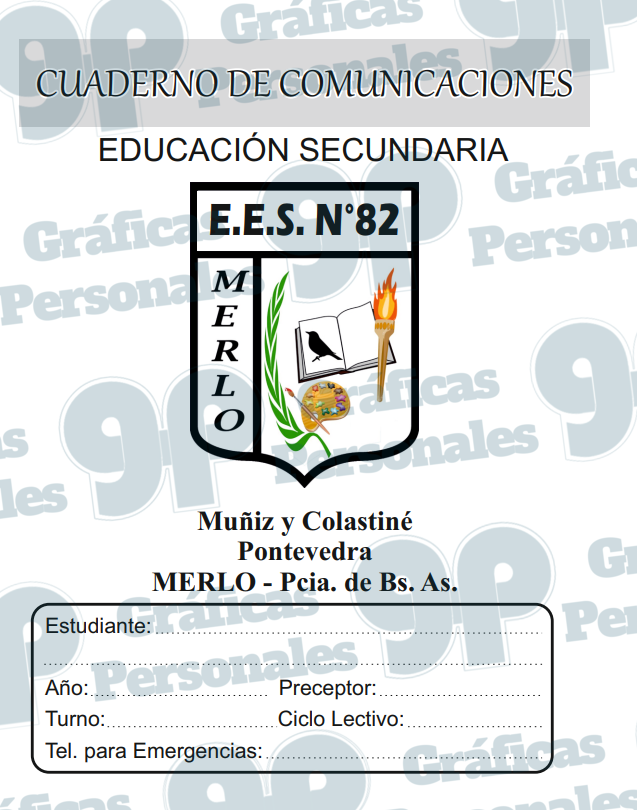 CUADERNO DE COMUNICACIONES
EDUCACIÓN SECUNDARIA
E.E.S. N°82
MERLO
Muñiz y Colastiné
Pontevedra
MERLO - Pcia. de Bs. As.
Estudiante:
Año: Preceptor:
Turno: Ciclo Lectivo:
Tel. para Emergencias:
gp Gráficas Personales